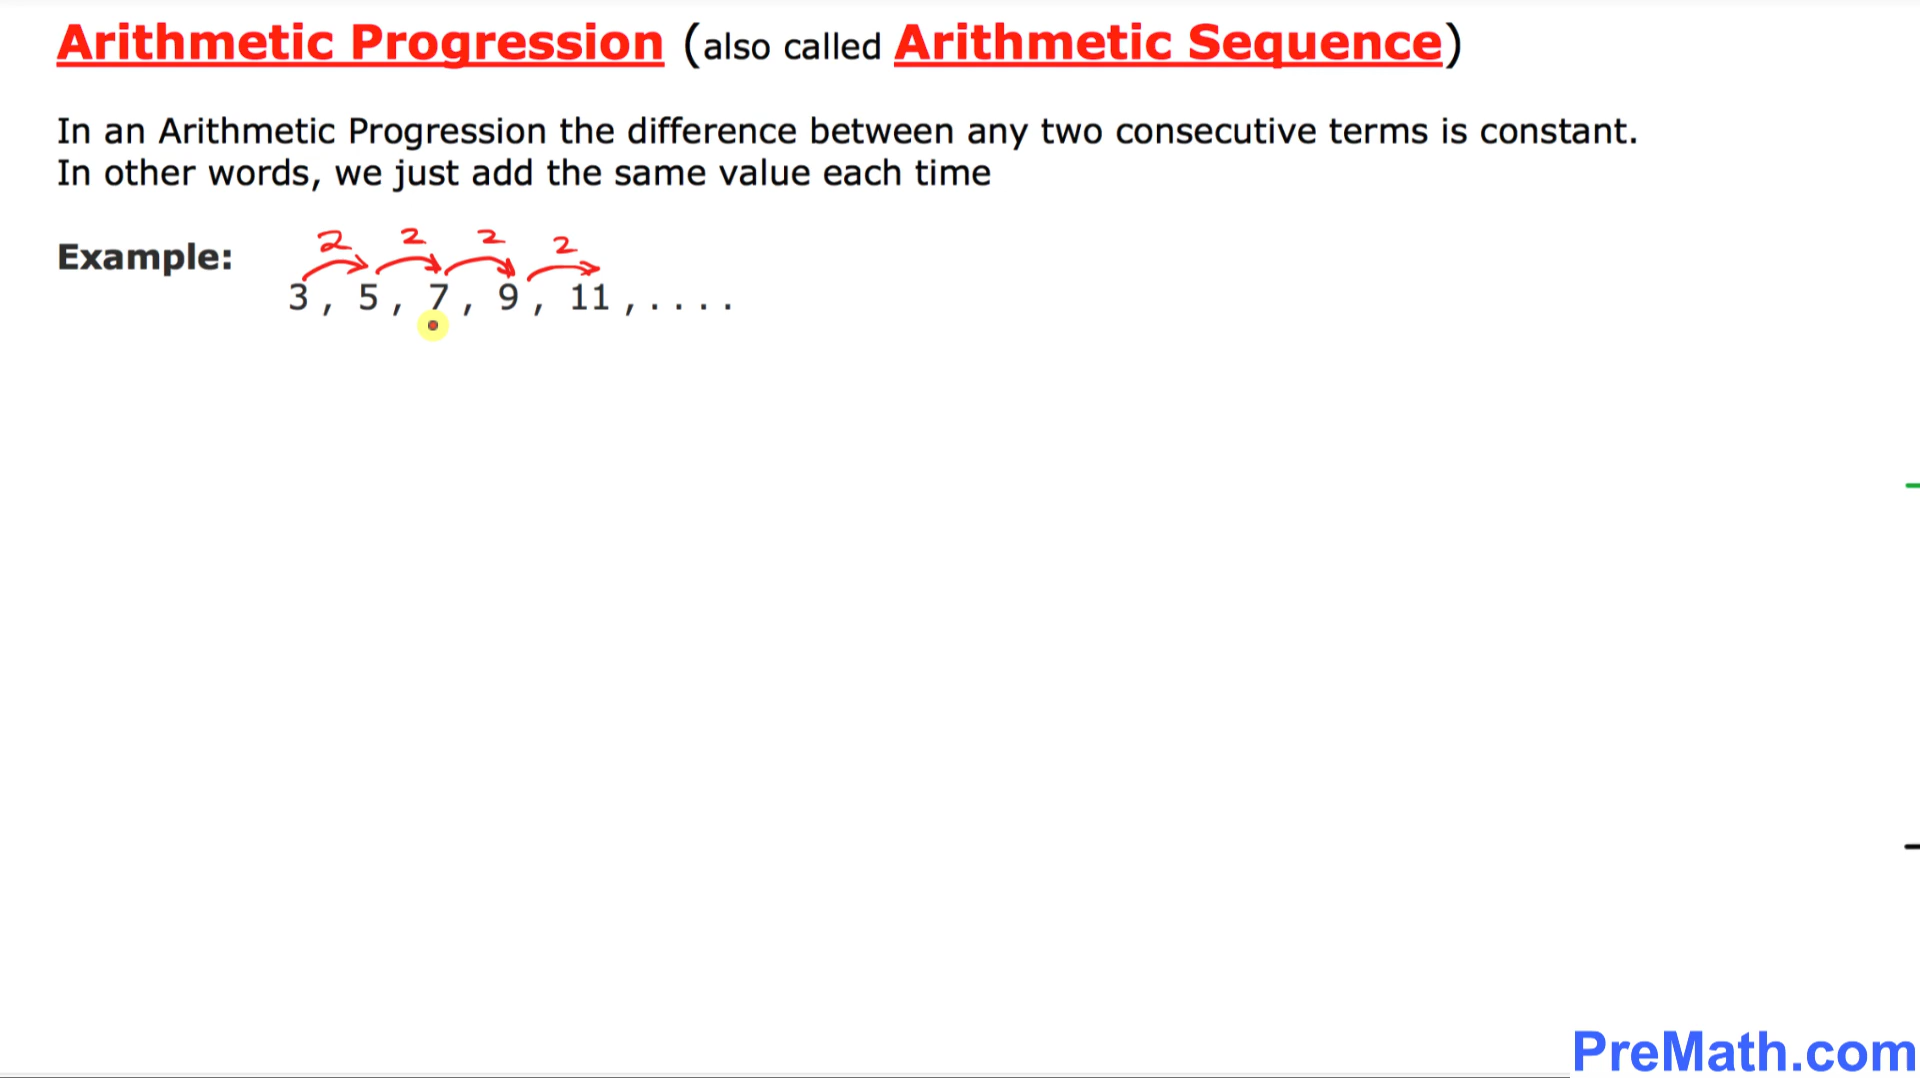 Arithmetic Progression (also called Arithmetic Sequence)
In an Arithmetic Progression the difference between any two consecutive terms is constant.
In other words, we just add the same value each time
2 2 2 2
Example:
3 , 5 , 7 , 9 , 11 , . . . .
PreMath.com